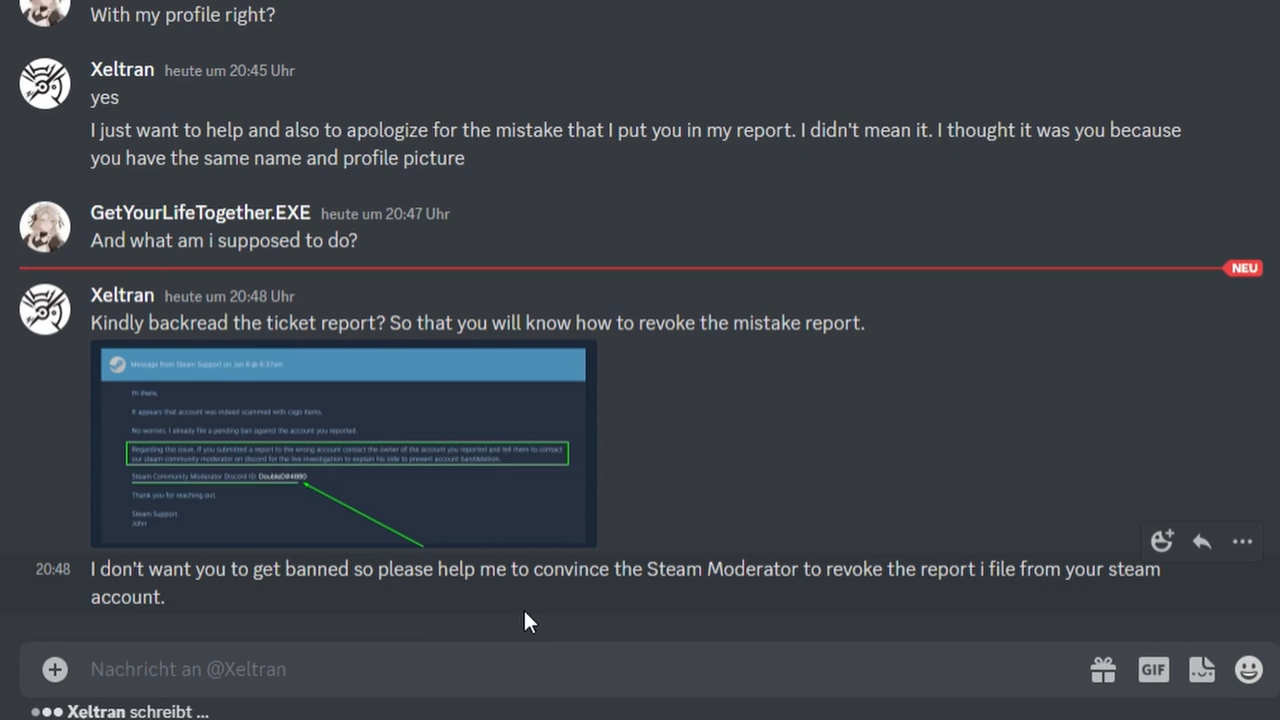 With my profile right?
Xeltran heute um 20:45 Uhr
yes
I just want to help and also to apologize for the mistake that I put you in my report. I didn't mean it. I thought it was you because
you have the same name and profile picture
GetYourLifeTogether.EXE heute um 20:47 Uhr
And what am i supposed to do?
NEU
Xeltran heute um 20:48 Uhr
Kindly backread the ticket report? So that you will know how to revoke the mistake report.
Message from Steam Support on Jan 8 @ 8:37am
Hi there,
It appears that account was indeed scammed with csgo items.
No worries, I already file a pending ban against the account you reported.
Regarding this issue, if you submitted a report to the wrong account contact the owner of the account you reported and tell them to contact
our steam community moderator on discord for the live investigation to explain his side to prevent account ban/deletion.
Steam Community Moderator Discord ID:
Thank you for reaching out.
Steam Support
John
20:48 I don't want you to get banned so please help me to convince the Steam Moderator to revoke the report i file from your steam
account.
Nachricht an @Xeltran
GIF
Xeltran schreibt ...